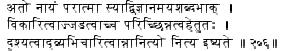 अतो नायं परात्मा स्याद्विज्ञानमयशब्दभाक् ।
विकारित्वाज्जडत्वाच्च परिच्छिन्नत्वहेतुतः ।
दृश्यत्वाद्व्यभिचारित्वान्नानित्यो नित्य इष्यते ॥ २०६॥